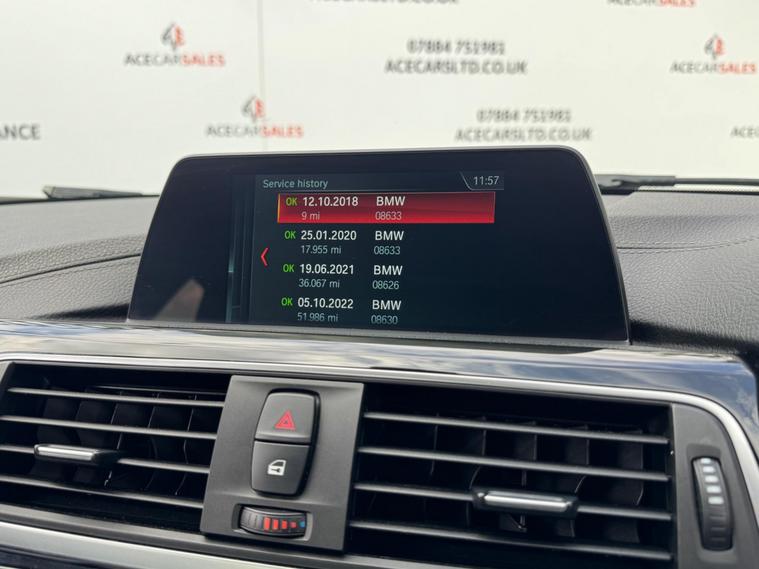 07884 751981
ACECARSALES
ACECARSLTD.CO.UK
ACECARSALES
ACECARSALES
07884 751981
ACECARSLTD.CO.UK
Service history
11:57
OK 12.10.2018 BMW
9 mi 08633
OK 25.01.2020 BMW
17.955 mi 08633
OK 19.06.2021 BMW
36.067 mi 08626
OK 05.10.2022 BMW
51.986 mi 08630